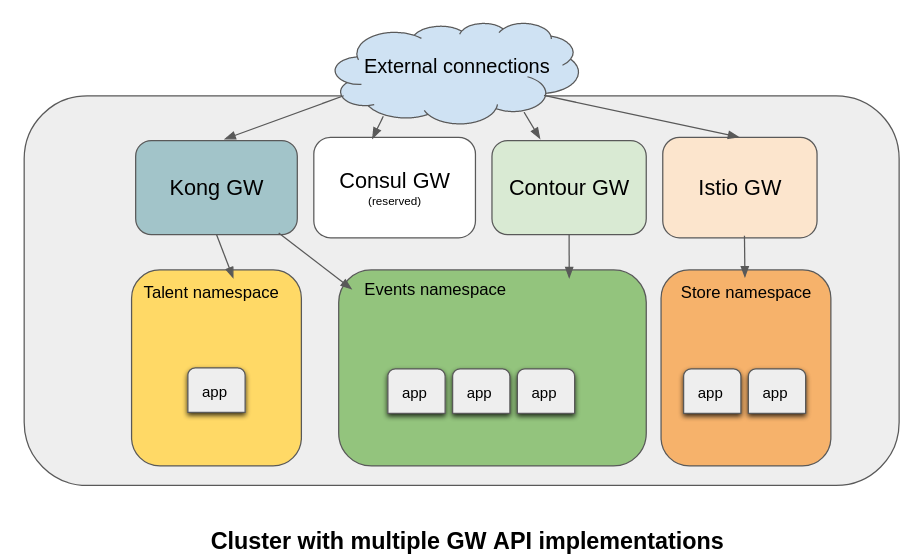 External connections
Kong GW
Consul GW
(reserved)
Contour GW
Istio GW
Talent namespace
Events namespace
Store namespace
app
app
app
app
app
app
Cluster with multiple GW API implementations